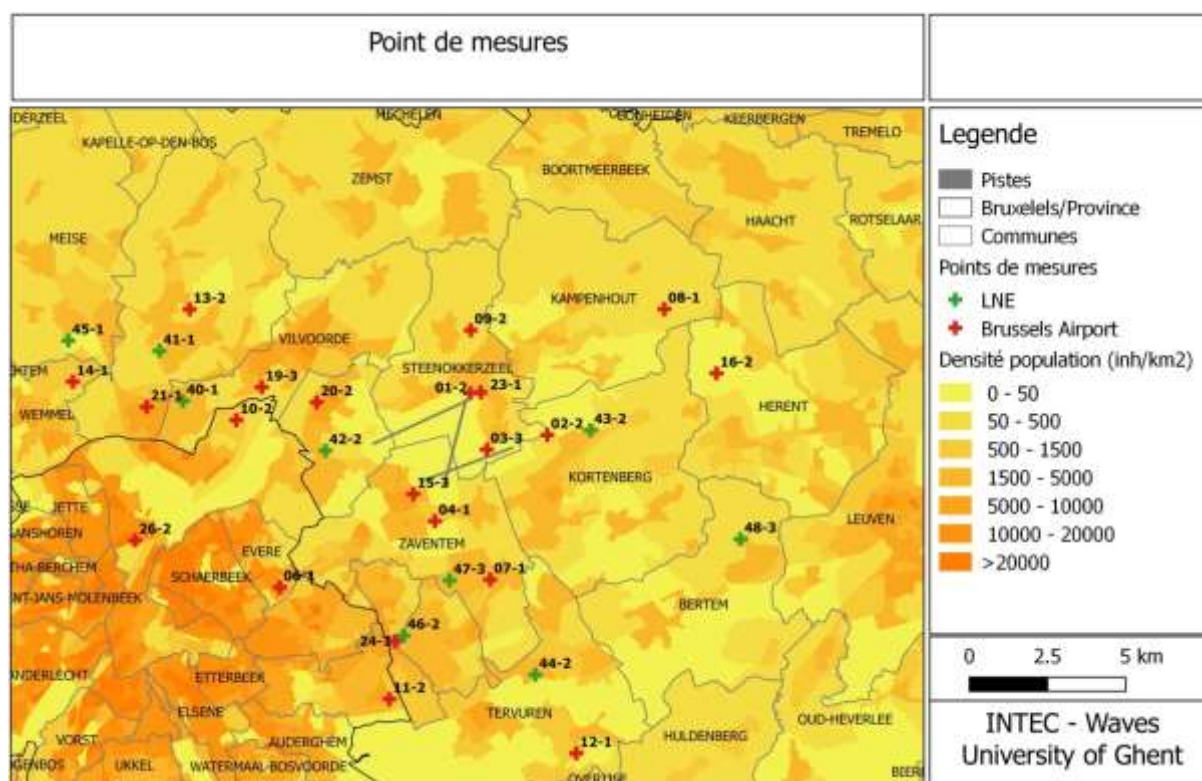 Point de mesures
DERZEEL
MECHELEN
BONHEIDEN
KEERBERGEN
TREMELO
KAPELLE-OP-DEN-BOS
ZEMST
BOORTMEERBEEK
HAACHT
ROTSELAAR
MEISE
13-2
KAMPENHOUT
08-1
45-1
41-1
VILVOORDE
09-2
14-1
19-3
STEENOKKERZEEL
16-2
WEMMEL
21-1
40-1
20-2
01-2
23-1
HERENT
10-2
42-2
02-2
43-2
03-3
KORTENBERG
15-3
JETTE
04-1
LEUVEN
26-2
EVERE
ZAVENTEM
48-3
THA-BERCHEM
SCHAERBEEK
47-3
07-1
NT-JANS-MOLENBEEK
BERTEM
46-2
ANDERLECHT
ETTERBEEK
44-2
11-2
ELSENE
TERVUREN
OUD-HEVERLEE
VORST
AUDERGHEM
12-1
HULDENBERG
UKKEL
WATERMAAL-BOSVOORDE
Legende
Pistes
Bruxelels/Province
Communes
Points de mesures
LNE
Brussels Airport
Densité population (inh/km2)
0 - 50
50 - 500
500 - 1500
1500 - 5000
5000 - 10000
10000 - 20000
>20000
0 2.5 5 km
INTEC - Waves
University of Ghent